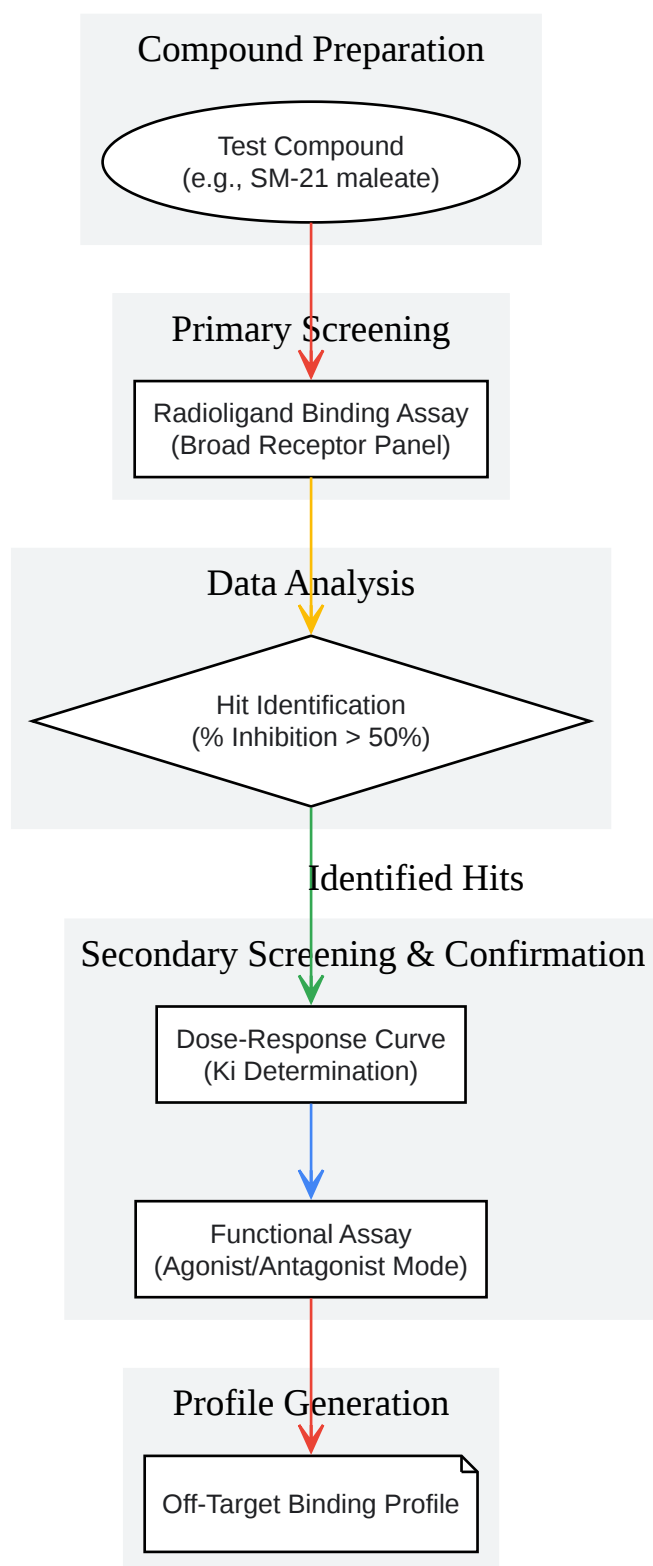 Compound Preparation
Test Compound
(e.g., SM-21 maleate)
Primary Screening
Radioligand Binding Assay
(Broad Receptor Panel)
Data Analysis
Hit Identification
(% Inhibition > 50%)
Identified Hits
Secondary Screening & Confirmation
Dose-Response Curve
(Ki Determination)
Functional Assay
(Agonist/Antagonist Mode)
Profile Generation
Off-Target Binding Profile